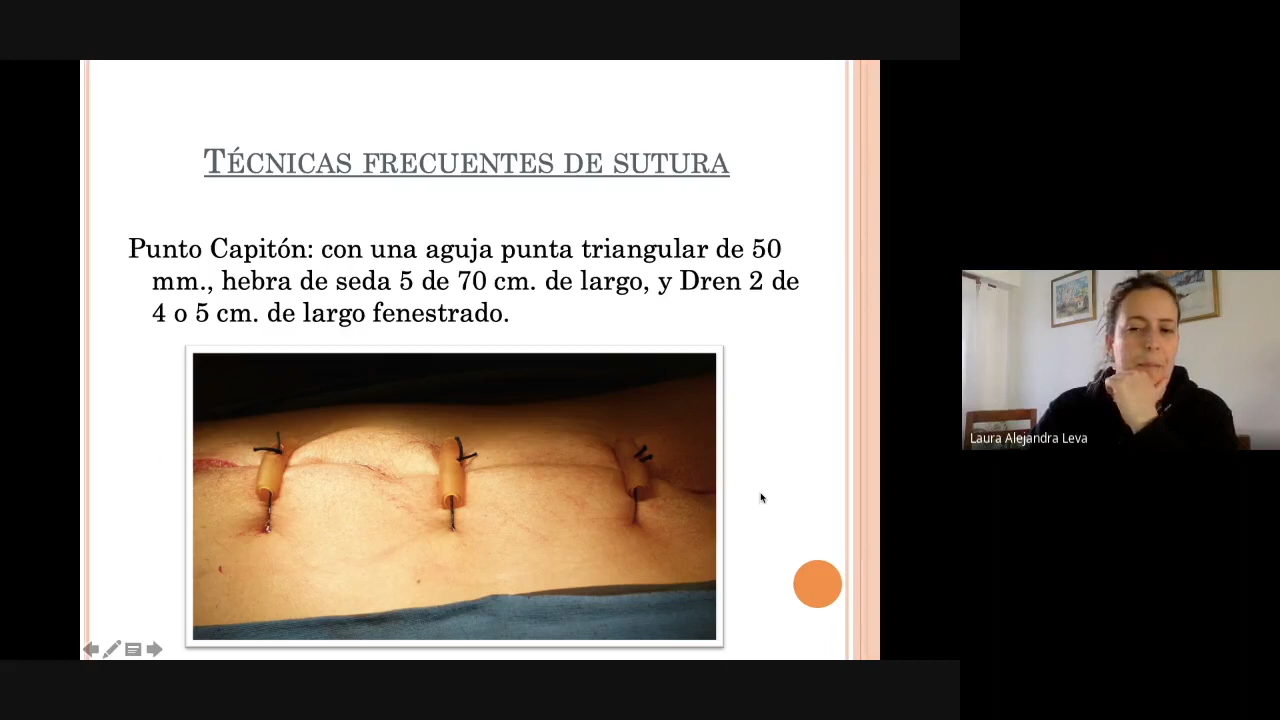 Técnicas frecuentes de sutura
Punto Capitón: con una aguja punta triangular de 50
mm., hebra de seda 5 de 70 cm. de largo, y Dren 2 de
4 o 5 cm. de largo fenestrado.
Laura Alejandra Leva